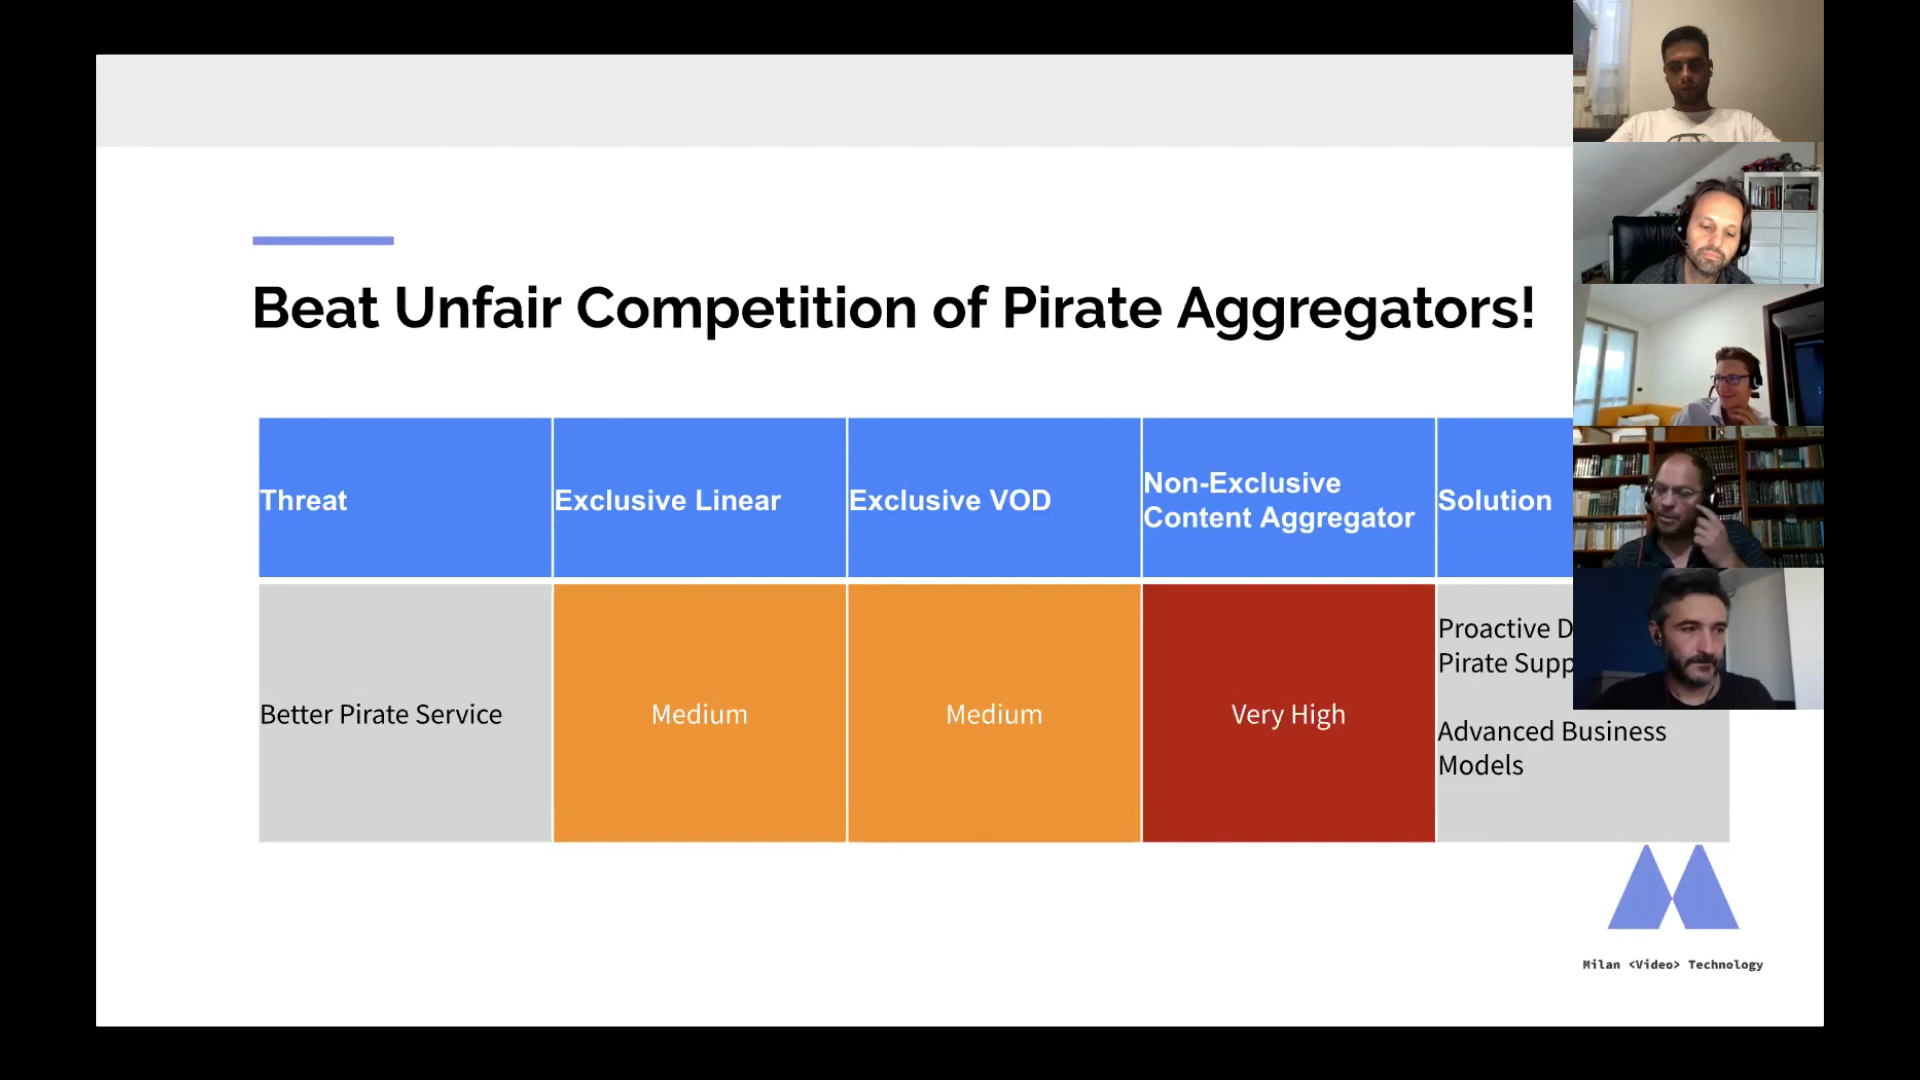 Beat Unfair Competition of Pirate Aggregators!
Threat
Exclusive Linear
Exclusive VOD
Non-Exclusive
Content Aggregator
Solution
Better Pirate Service
Medium
Medium
Very High
Proactive
Pirate
Advanced Business
Models
Milan <Video> Technology